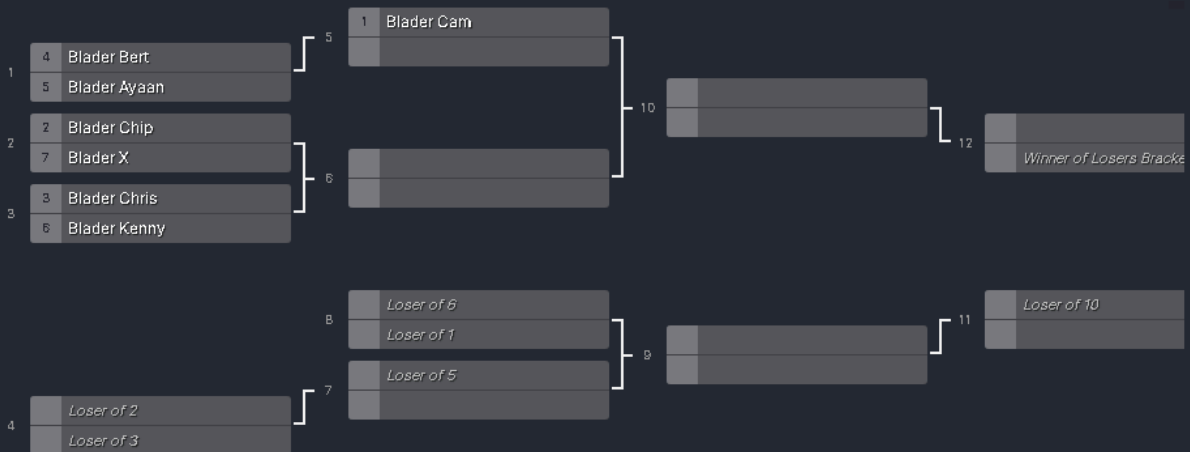 1 Blader Cam
5
4 Blader Bert
1
5 Blader Ayaan
10
2 Blader Chip
2
7 Blader X
12
Winner of Losers Bracke
6
3 Blader Chris
3
6 Blader Kenny
Loser of 6
8
Loser of 1
Loser of 10
11
9
Loser of 5
7
Loser of 2
4
Loser of 3